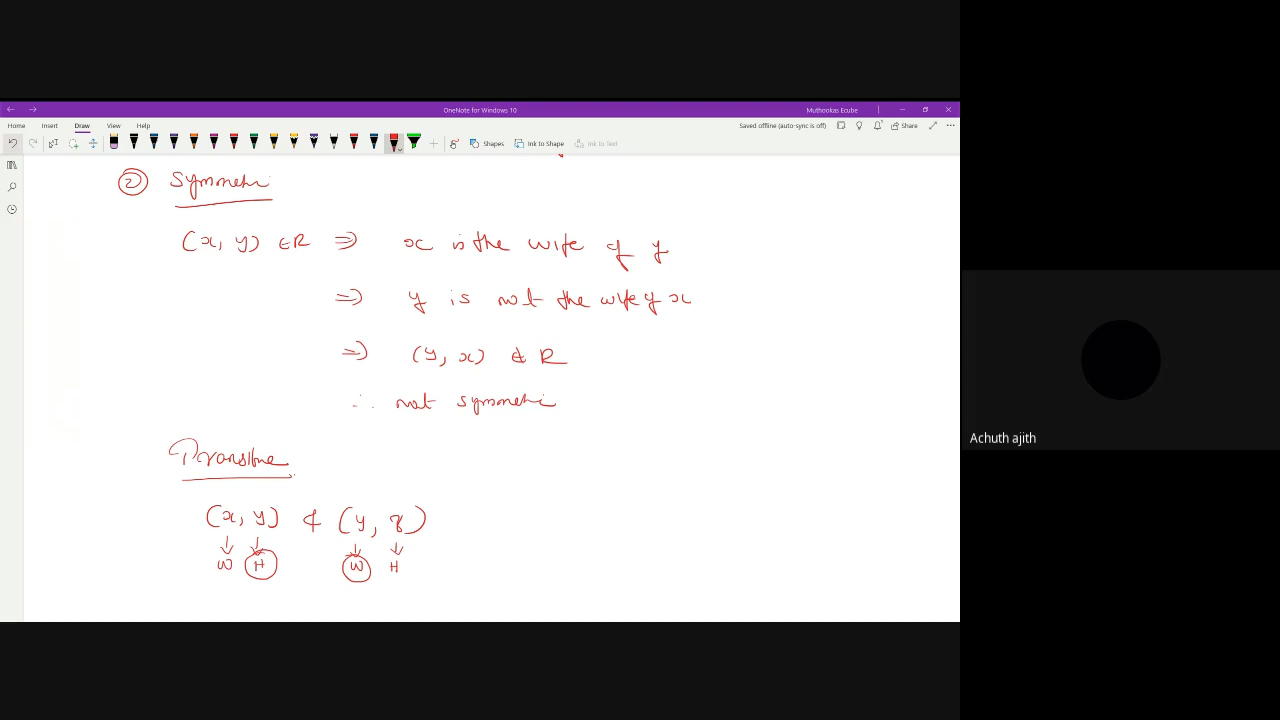 OneNote for Windows 10
Muthookas Ecube
Home Insert Draw View Help
Saved offline (auto-sync is off)
Share
Shapes
Ink to Shape
Ink to Text
② Symmetric
(x, y) ∈ R ⇒ x is the wife of y
⇒ y is not the wife of x
⇒ (y, x) ∉ R
∴ not symmetric
Transitive
(x, y) & (y, z)
↓ ↓ ↓ ↓
W H W H
Achuth ajith